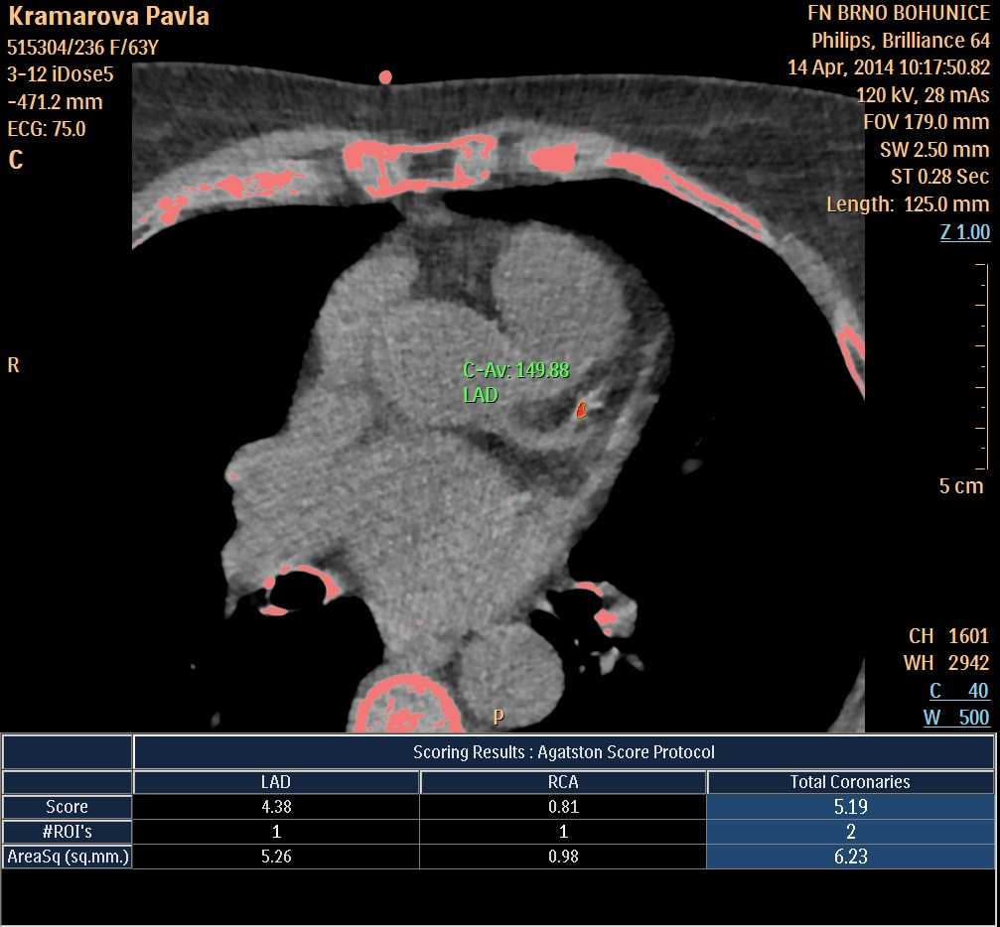 Kramarova Pavla
515304/236 F/63Y
3-12 iDose5
-471.2 mm
ECG: 75.0
C
FN BRNO BOHUNICE
Philips, Brilliance 64
14 Apr, 2014 10:17:50.82
120 kV, 28 mAs
FOV 179.0 mm
SW 2.50 mm
ST 0.28 Sec
Length: 125.0 mm
Z 1.00
R
C-Av: 149.88
LAD
5 cm
CH 1601
WH 2942
C 40
W 500
P
Scoring Results : Agatston Score Protocol
LAD RCA Total Coronaries
Score 4.38 0.81 5.19
#ROI's 1 1 2
AreaSq (sq.mm.) 5.26 0.98 6.23